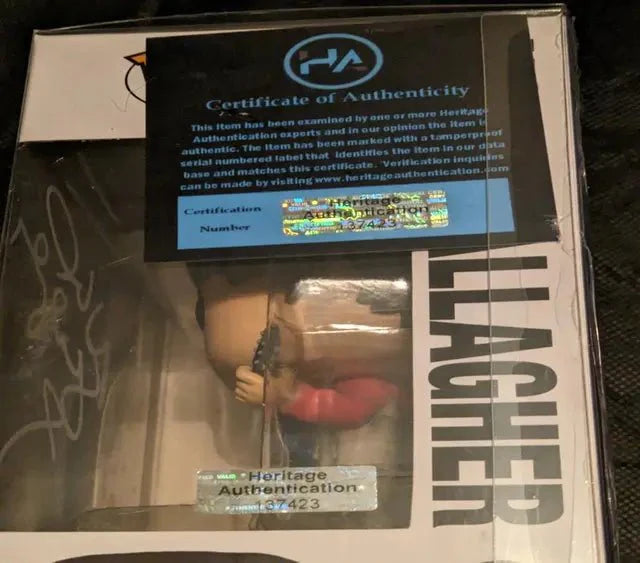 HA
Certificate of Authenticity
This Item has been examined by one or more Heritage
Authentication experts and in our opinion the item is
authentic. The Item has been marked with a tamperproof
serial numbered label that identifies the item in our data
base and matches this certificate. Verification inquiries
can be made by visiting www.heritageauthentication.com
Certification
Number
Heritage
Authentication
137423
LLAGHER
VALID
Heritage
Authentication
137423